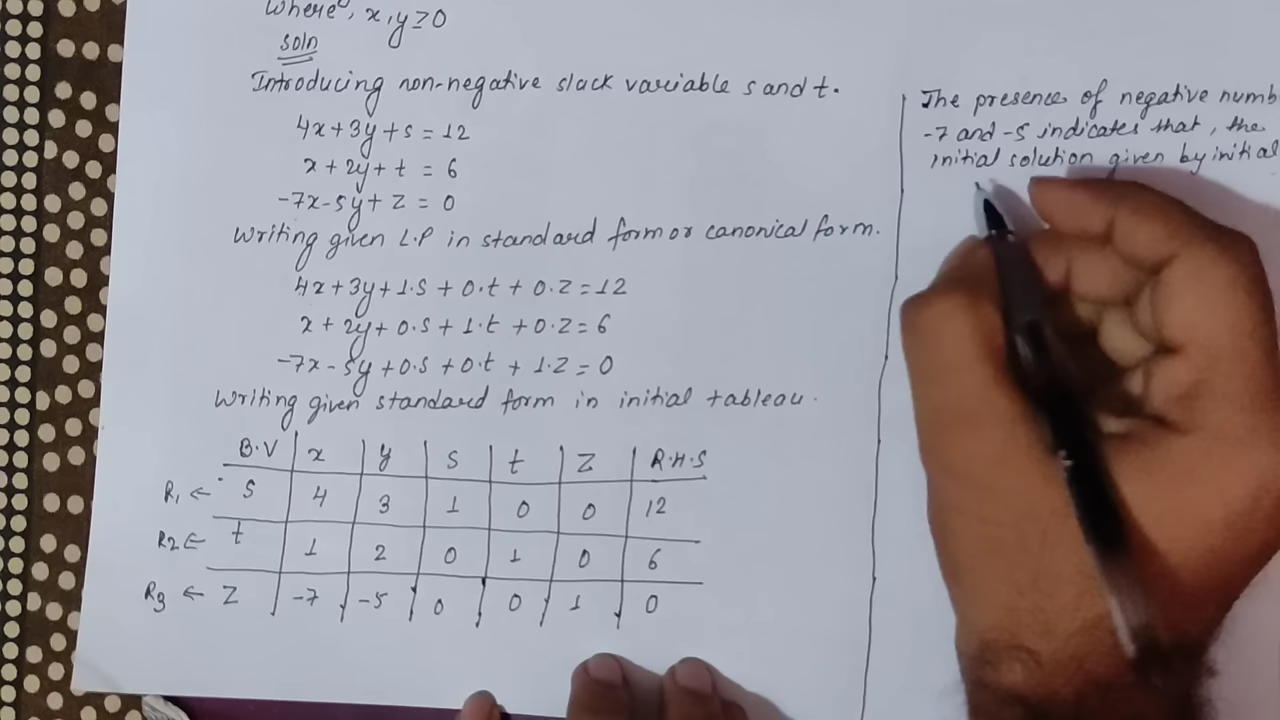 where, x,y≥0
soln
Introducing non-negative slack variable s and t.
4x+3y+s=12
x+2y+t=6
-7x-5y+z=0
Writing given L.P in standard form or canonical form.
4x+3y+1.s+0.t+0.z=12
x+2y+0.s+1.t+0.z=6
-7x-5y+0.s+0.t+1.z=0
Writing given standard form in initial tableau.
B.V x y s t z R.H.S
R1 ← s 4 3 1 0 0 12
R2 ← t 1 2 0 1 0 6
R3 ← z -7 -5 0 0 1 0
The presence of negative numb
-7 and -5 indicates that, the
initial solution given by initial